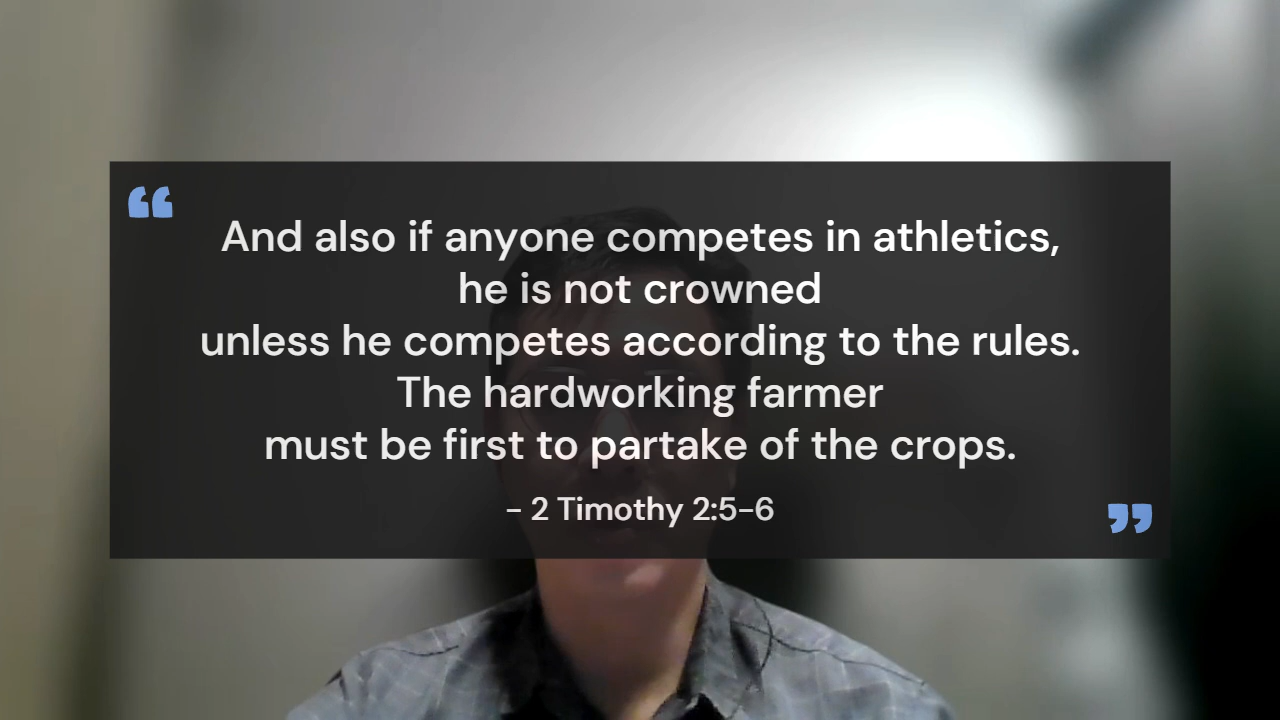 “
And also if anyone competes in athletics,
he is not crowned
unless he competes according to the rules.
The hardworking farmer
must be first to partake of the crops.
- 2 Timothy 2:5-6
”